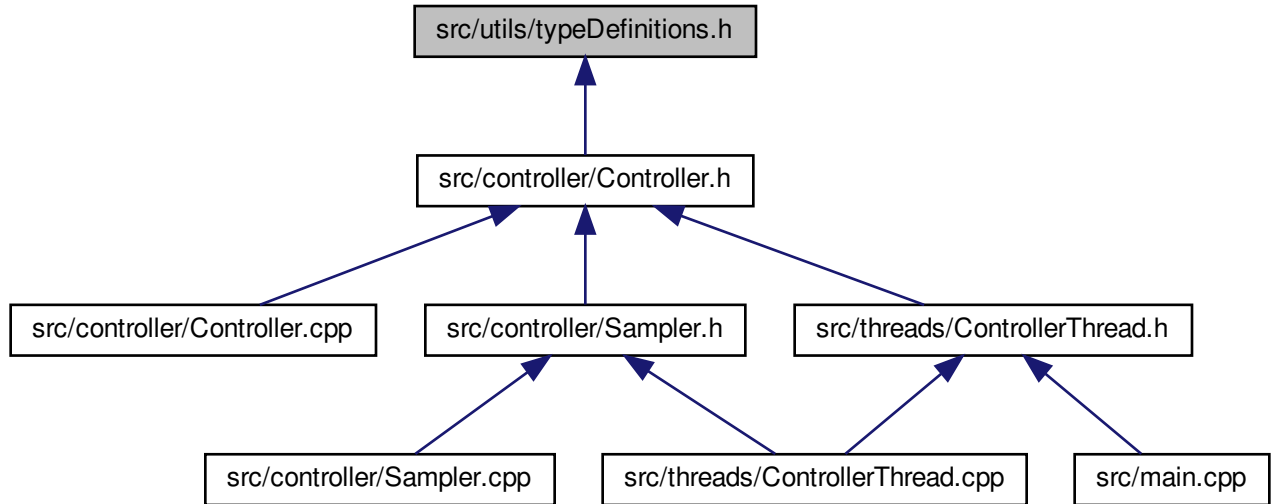 src/utils/typeDefinitions.h
src/controller/Controller.h
src/controller/Controller.cpp
src/controller/Sampler.h
src/threads/ControllerThread.h
src/controller/Sampler.cpp
src/threads/ControllerThread.cpp
src/main.cpp